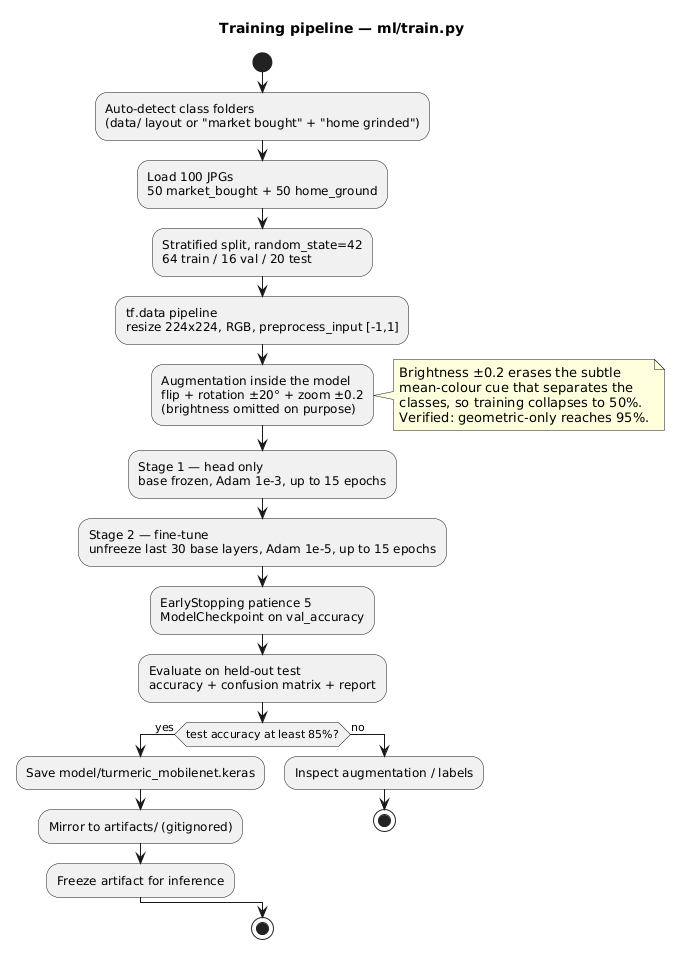 Training pipeline — ml/train.py
Auto-detect class folders
(data/ layout or "market bought" + "home grinded")
Load 100 JPGs
50 market_bought + 50 home_ground
Stratified split, random_state=42
64 train / 16 val / 20 test
tf.data pipeline
resize 224x224, RGB, preprocess_input [-1,1]
Augmentation inside the model
flip + rotation ±20° + zoom ±0.2
(brightness omitted on purpose)
Brightness ±0.2 erases the subtle
mean-colour cue that separates the
classes, so training collapses to 50%.
Verified: geometric-only reaches 95%.
Stage 1 — head only
base frozen, Adam 1e-3, up to 15 epochs
Stage 2 — fine-tune
unfreeze last 30 base layers, Adam 1e-5, up to 15 epochs
EarlyStopping patience 5
ModelCheckpoint on val_accuracy
Evaluate on held-out test
accuracy + confusion matrix + report
yes
test accuracy at least 85%?
no
Save model/turmeric_mobilenet.keras
Inspect augmentation / labels
Mirror to artifacts/ (gitignored)
Freeze artifact for inference